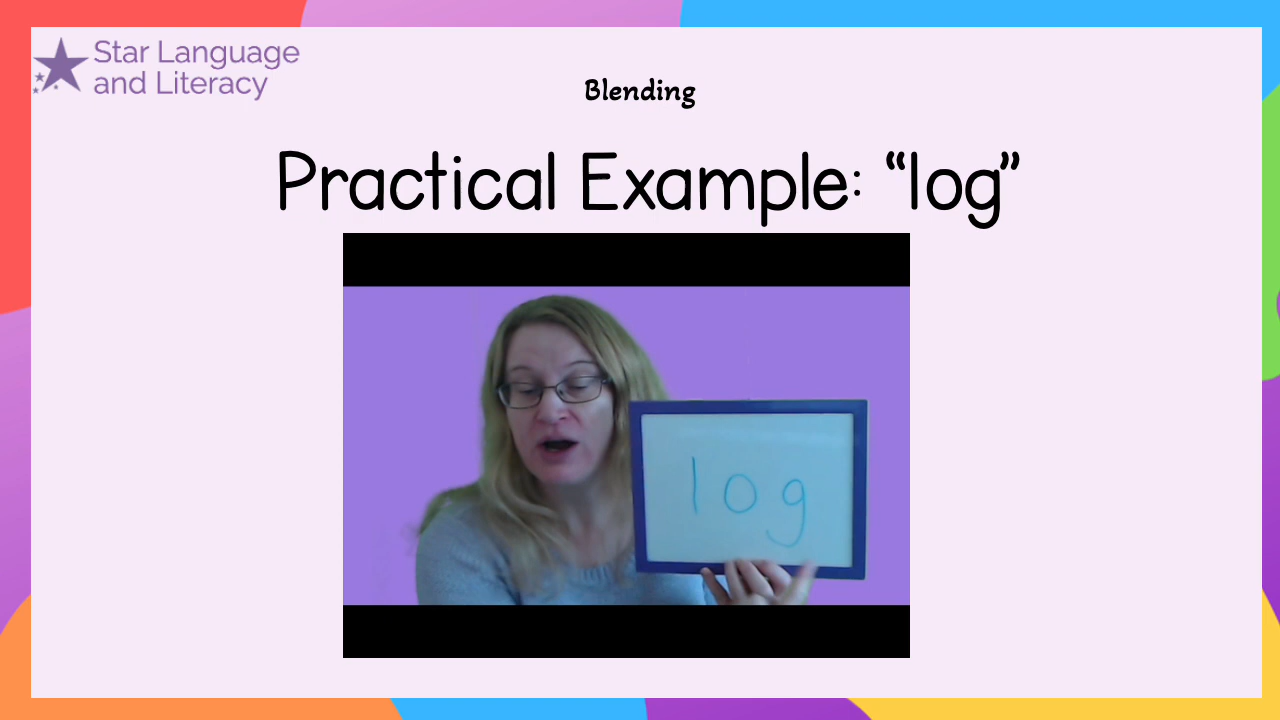 Star Language
and Literacy
Blending
Practical Example: “log”
log